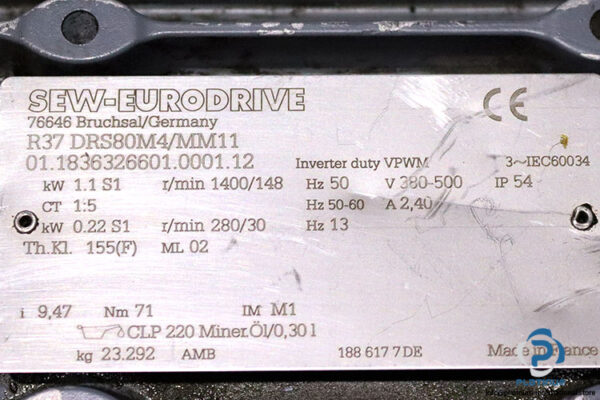 SEW-EURODRIVE
76646 Bruchsal/Germany
R37 DRS80M4/MM11
01.1836326601.0001.12 Inverter duty VPWM 3~IEC60034
kW 1.1 S1 r/min 1400/148 Hz 50 V 380-500 IP 54
CT 1:5 Hz 50-60 A 2,40
kW 0.22 S1 r/min 280/30 Hz 13
Th.Kl. 155(F) ML 02
i 9,47 Nm 71 IM M1
CLP 220 Miner.Öl/0,30 l
kg 23.292 AMB 188 617 7 DE Made in France
CE